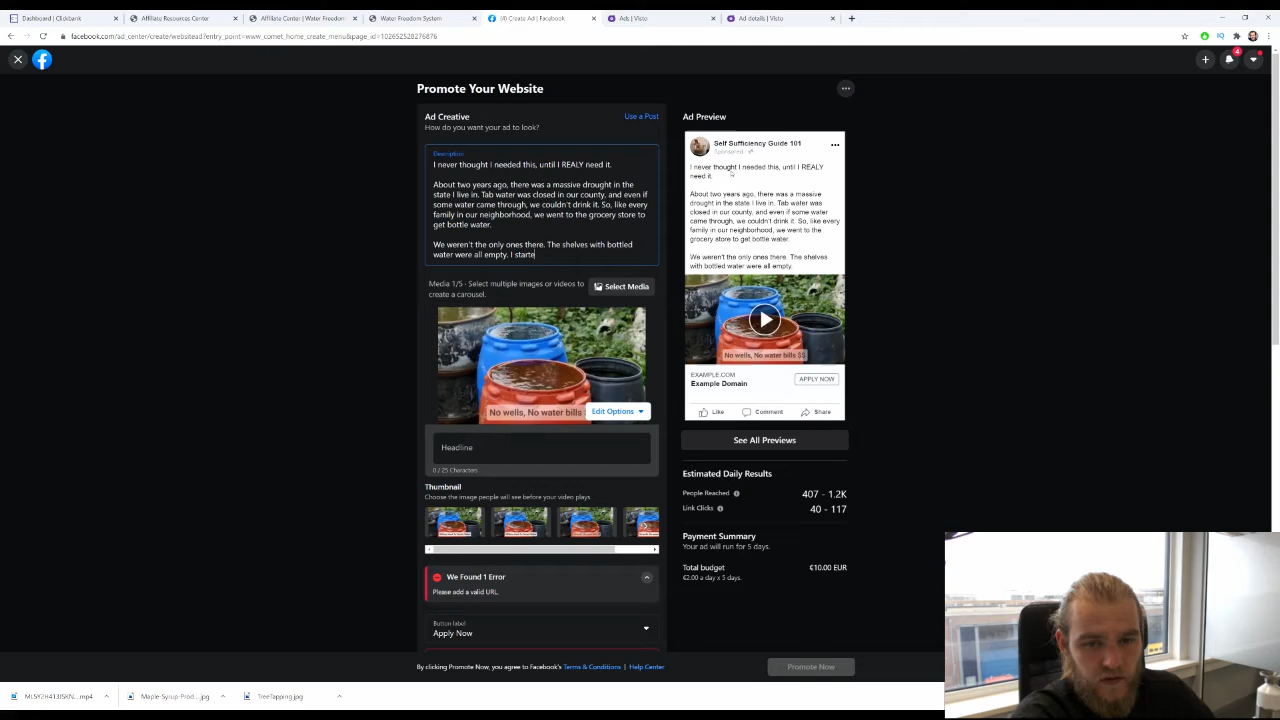 Dashboard | Clickbank
Affiliate Resources Center
Affiliate Center | Water Freedom
Water Freedom System
(4) Create Ad | Facebook
Ads | Visto
Ad details | Visto
facebook.com/ad_center/create/websitead?entry_point=www_comet_home_create_menu&page_id=102652528276876
4
Promote Your Website
Ad Creative
Use a Post
How do you want your ad to look?
Description
I never thought I needed this, until I REALY need it.
About two years ago, there was a massive drought in the
state I live in. Tab water was closed in our county, and even if
some water came through, we couldn't drink it. So, like every
family in our neighborhood, we went to the grocery store to
get bottle water.
We weren't the only ones there. The shelves with bottled
water were all empty. I starte
Media 1/5 · Select multiple images or videos to
create a carousel.
Select Media
No wells, No water bills $
Edit Options
Headline
0 / 25 Characters
Thumbnail
Choose the image people will see before your video plays.
We Found 1 Error
Please add a valid URL.
Button label
Apply Now
Ad Preview
Self Sufficiency Guide 101
Sponsored ·
I never thought I needed this, until I REALY
need it.
About two years ago, there was a massive
drought in the state I live in. Tab water was
closed in our county, and even if some water
came through, we couldn't drink it. So, like every
family in our neighborhood, we went to the
grocery store to get bottle water.
We weren't the only ones there. The shelves
with bottled water were all empty.
No wells, No water bills $$
EXAMPLE.COM
Example Domain
APPLY NOW
Like
Comment
Share
See All Previews
Estimated Daily Results
People Reached
407 - 1.2K
Link Clicks
40 - 117
Payment Summary
Your ad will run for 5 days.
Total budget
€10.00 EUR
€2.00 a day x 5 days.
By clicking Promote Now, you agree to Facebook's Terms & Conditions | Help Center
Promote Now
ML5Y2H413JSKN....mp4
Maple-Syrup-Prod....jpg
TreeTapping.jpg